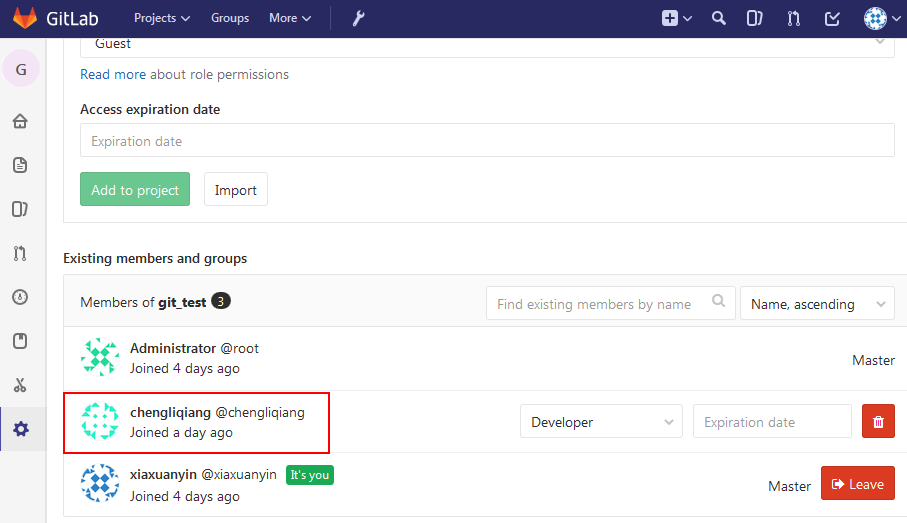 GitLab Projects Groups More
G
Guest
Read more about role permissions
Access expiration date
Expiration date
Add to project Import
Existing members and groups
Members of git_test 3 Find existing members by name Name, ascending
Administrator @root
Joined 4 days ago
Master
chengliqiang @chengliqiang
Joined a day ago
Developer Expiration date
xiaxuanyin @xiaxuanyin It's you
Joined 4 days ago
Master Leave